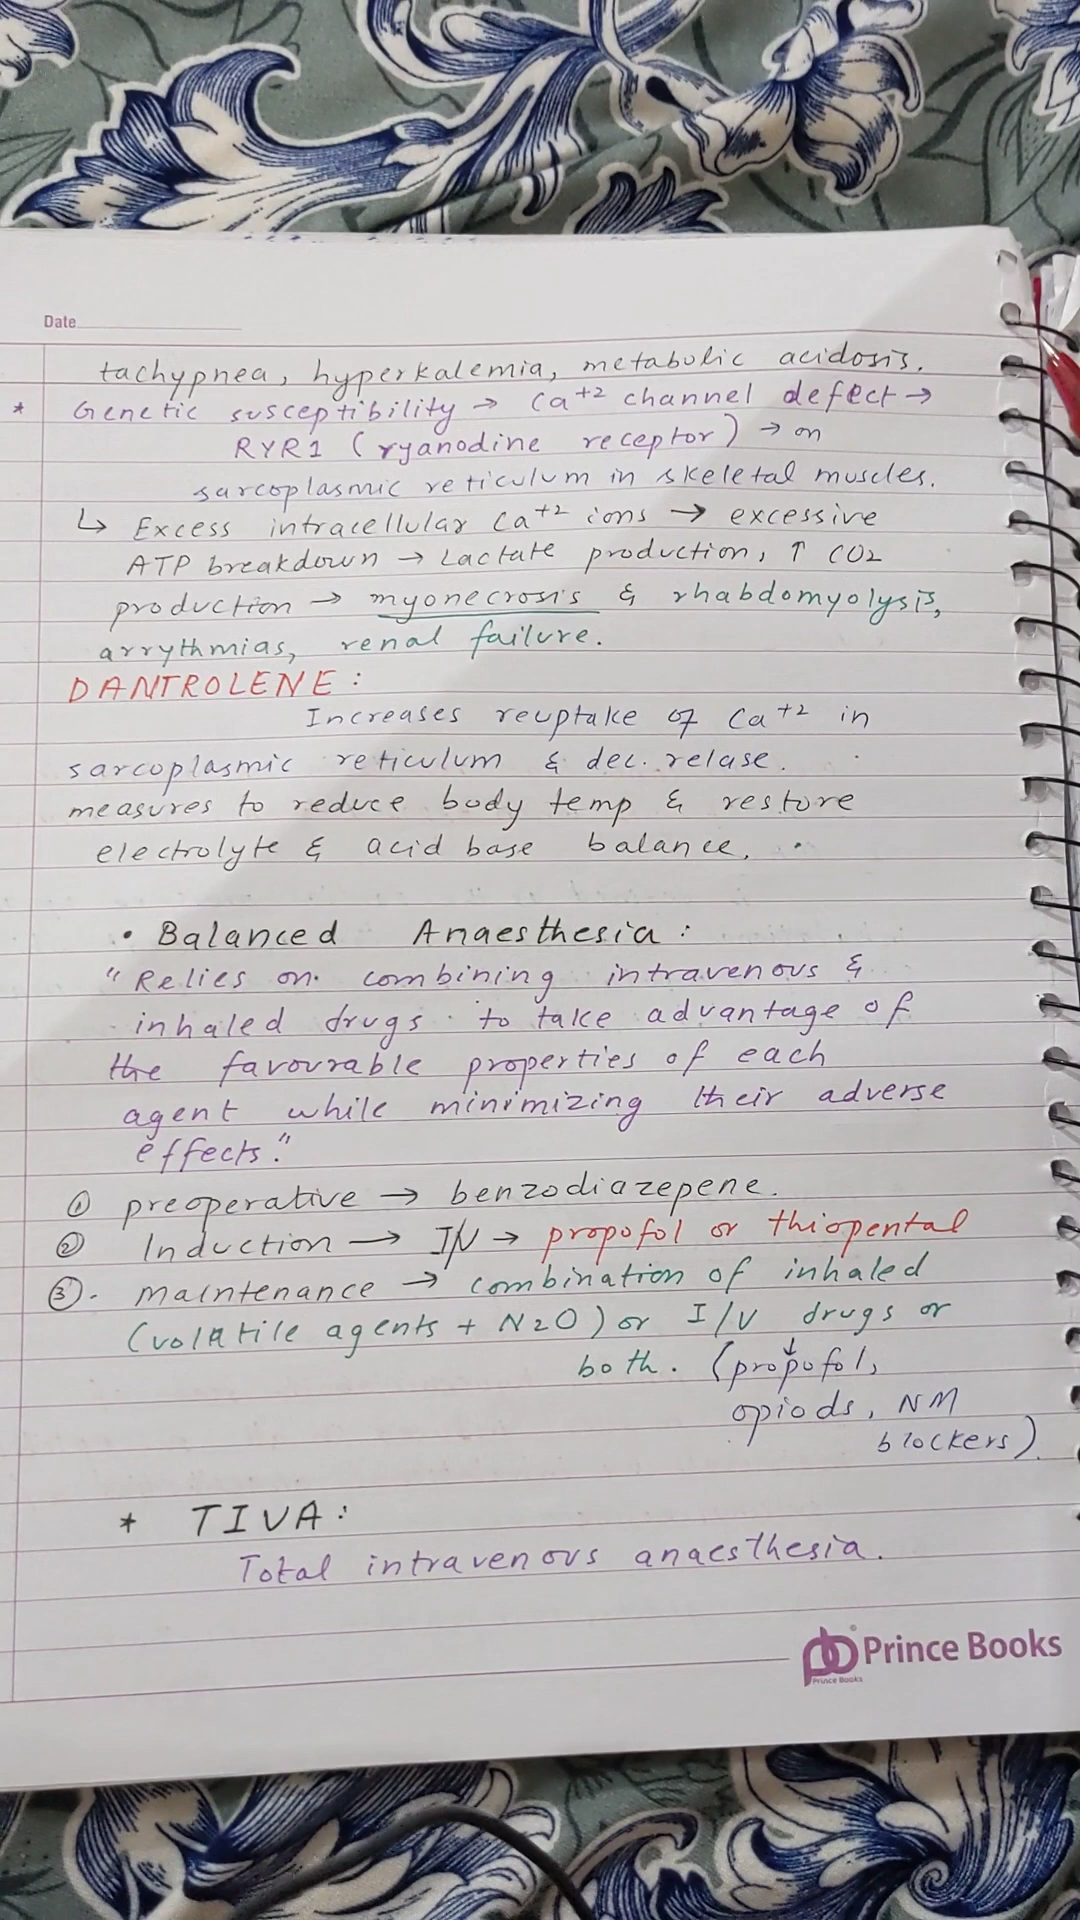 Date
tachypnea, hyperkalemia, metabolic acidosis.
* Genetic susceptibility → Ca+2 channel defect →
RYR1 (ryanodine receptor) → on
sarcoplasmic reticulum in skeletal muscles.
↳ Excess intracellular Ca+2 ions → excessive
ATP breakdown → Lactate production, ↑ CO2
production → myonecrosis & rhabdomyolysis,
arrythmias, renal failure.
DANTROLENE :
Increases reuptake of Ca+2 in
sarcoplasmic reticulum & dec. relase.
measures to reduce body temp & restore
electrolyte & acid base balance.
• Balanced Anaesthesia :
"Relies on combining intravenous &
inhaled drugs to take advantage of
the favourable properties of each
agent while minimizing their adverse
effects."
① preoperative → benzodiazepene.
② Induction → I/V → propofol or thiopental
③. maintenance → combination of inhaled
(volatile agents + N2O) or I/V drugs or
both. (propofol,
opiods, NM
blockers)
* TIVA :
Total intravenous anaesthesia.
pb Prince Books
Prince Books